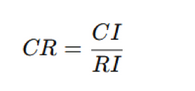 CR = CI / RI